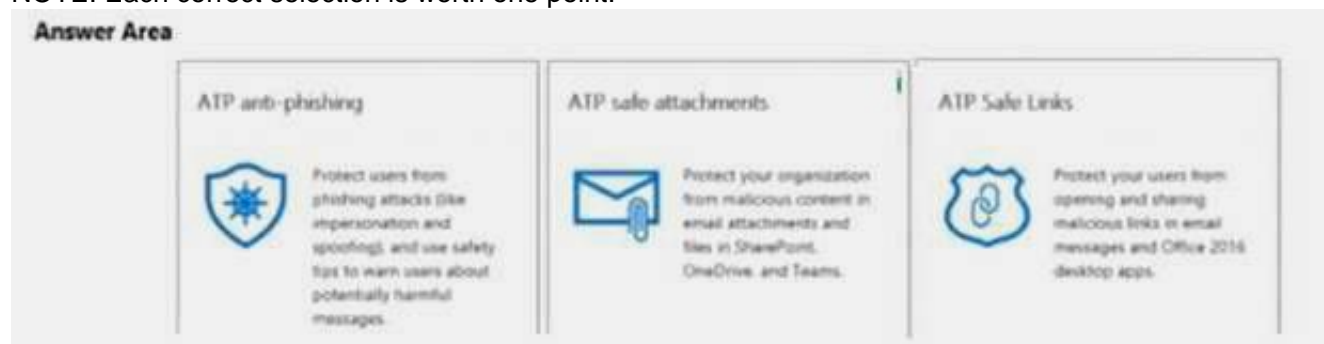 NOTE: Each correct selection is worth one point.
Answer Area
ATP anti-phishing
Protect users from
phishing attacks (like
impersonation and
spoofing), and use safety
tips to warn users about
potentially harmful
messages.
ATP safe attachments
i
Protect your organization
from malicious content in
email attachments and
files in SharePoint,
OneDrive, and Teams.
ATP Safe Links
Protect your users from
opening and sharing
malicious links in email
messages and Office 2016
desktop apps.